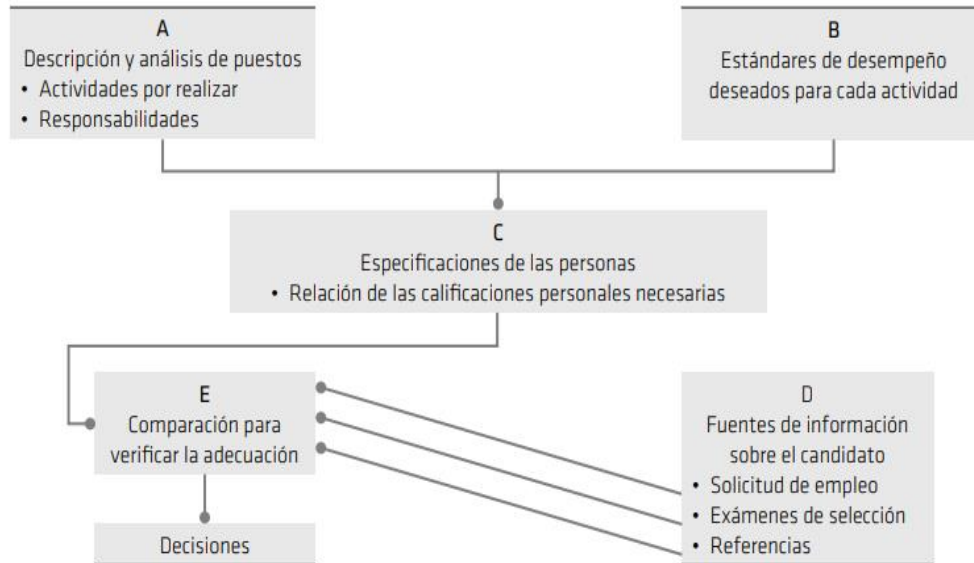 A
Descripción y análisis de puestos
• Actividades por realizar
• Responsabilidades
B
Estándares de desempeño
deseados para cada actividad
C
Especificaciones de las personas
• Relación de las calificaciones personales necesarias
E
Comparación para
verificar la adecuación
D
Fuentes de información
sobre el candidato
• Solicitud de empleo
• Exámenes de selección
• Referencias
Decisiones